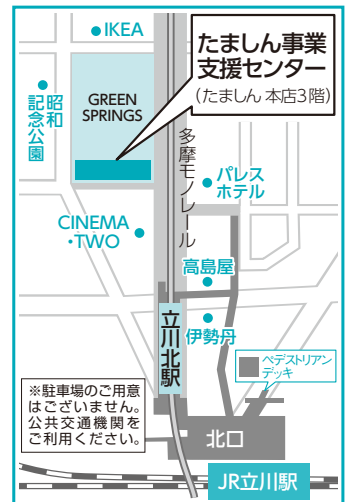 IKEA
たましん事業
支援センター
(たましん 本店3階)
昭和
記念公園
GREEN
SPRINGS
多摩モノレール
パレス
ホテル
CINEMA
・TWO
高島屋
伊勢丹
立川北駅
ペデストリアン
デッキ
※駐車場のご用意
はございません。
公共交通機関を
ご利用ください。
北口
JR立川駅